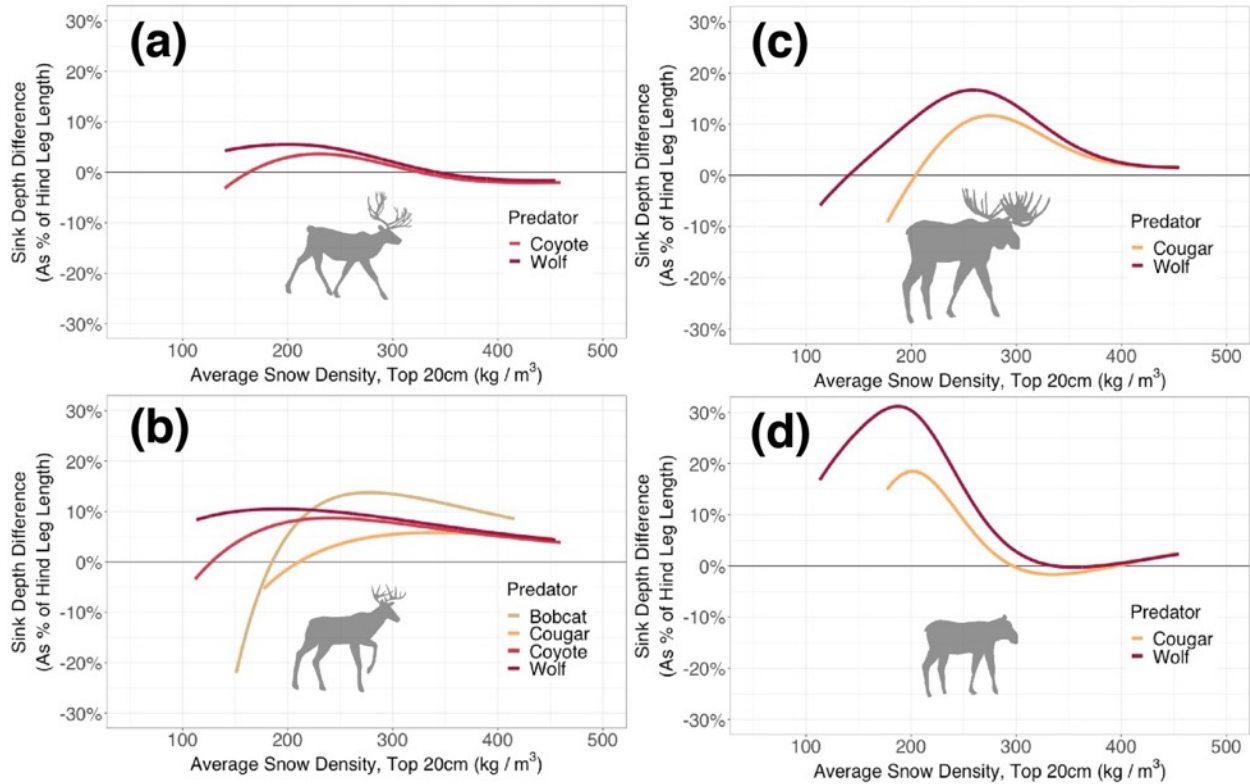 (a)
Sink Depth Difference
(As % of Hind Leg Length)
30%
20%
10%
0%
-10%
-20%
-30%
Predator
Coyote
Wolf
100 200 300 400 500
Average Snow Density, Top 20cm (kg / m³)
(c)
Sink Depth Difference
(As % of Hind Leg Length)
30%
20%
10%
0%
-10%
-20%
-30%
Predator
Cougar
Wolf
100 200 300 400 500
Average Snow Density, Top 20cm (kg / m³)
(b)
Sink Depth Difference
(As % of Hind Leg Length)
30%
20%
10%
0%
-10%
-20%
-30%
Predator
Bobcat
Cougar
Coyote
Wolf
100 200 300 400 500
Average Snow Density, Top 20cm (kg / m³)
(d)
Sink Depth Difference
(As % of Hind Leg Length)
30%
20%
10%
0%
-10%
-20%
-30%
Predator
Cougar
Wolf
100 200 300 400 500
Average Snow Density, Top 20cm (kg / m³)